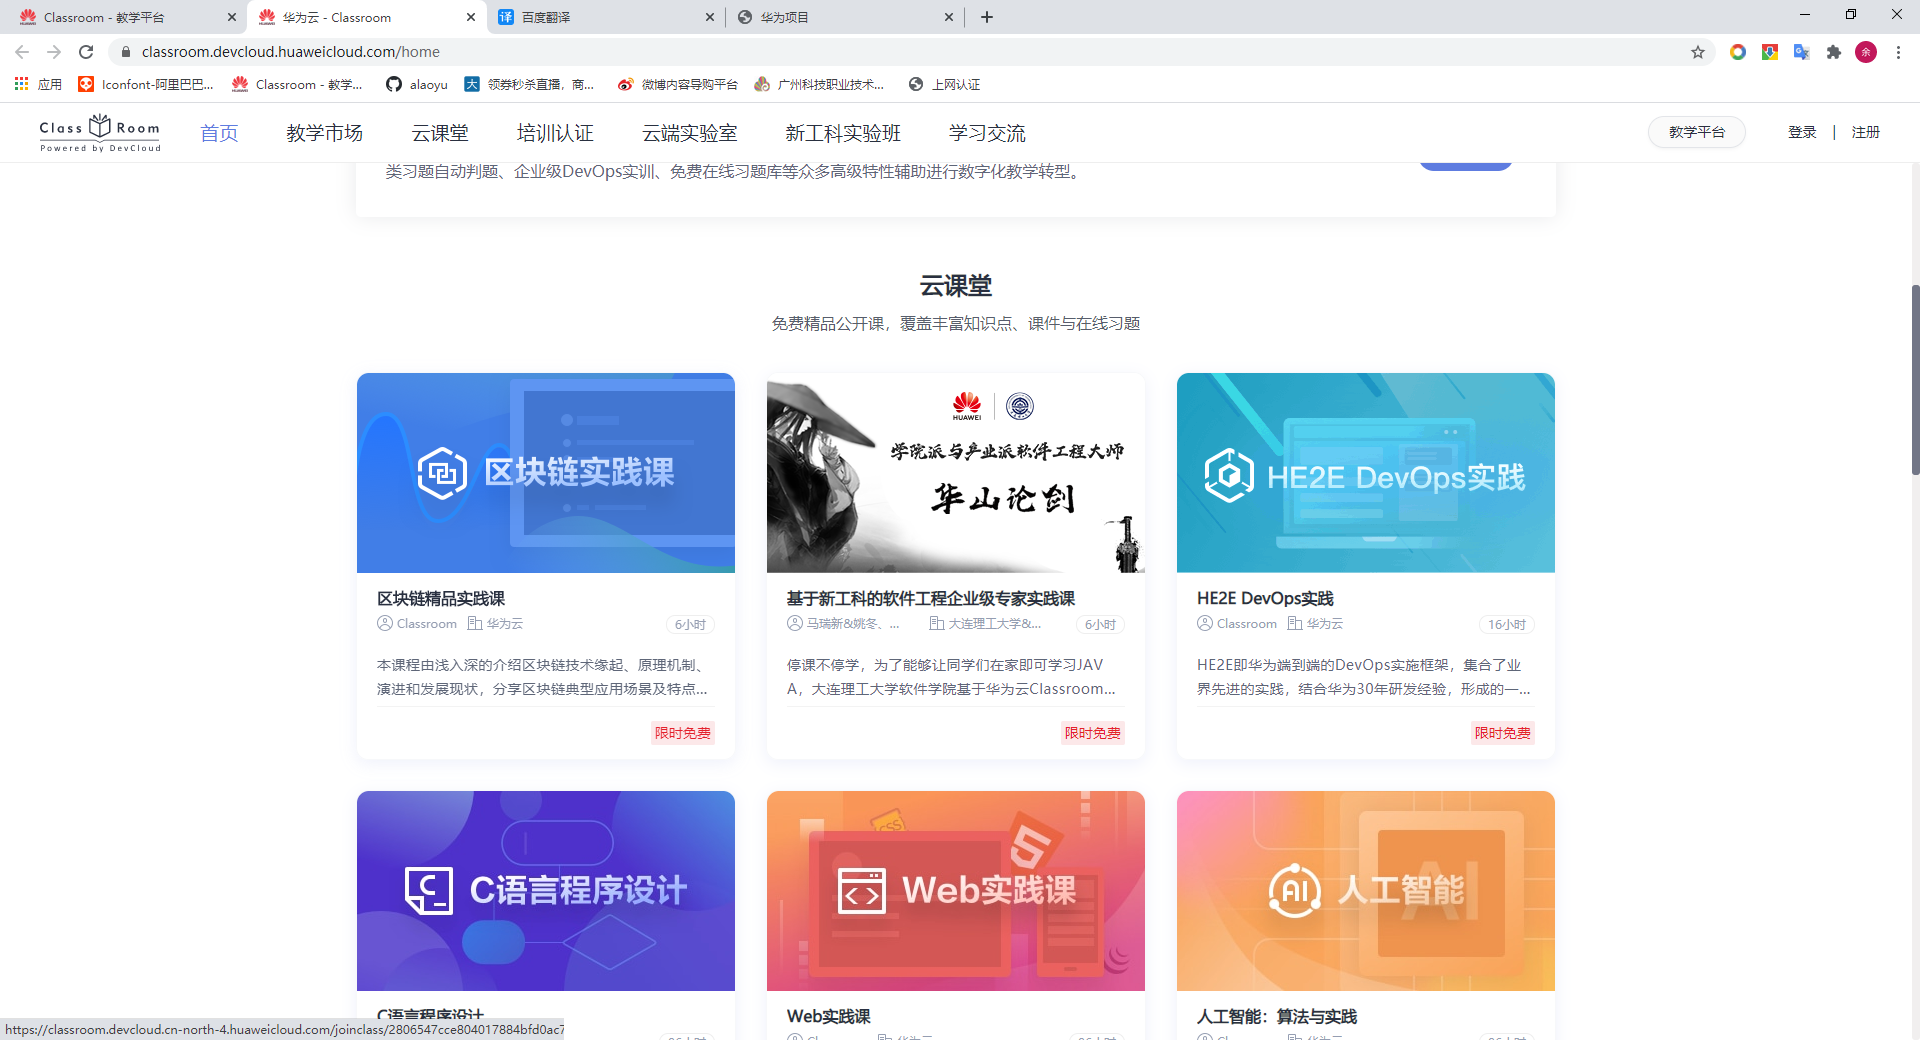 Classroom - 教学平台
华为云 - Classroom
百度翻译
华为项目
classroom.devcloud.huaweicloud.com/home
余
应用
Iconfont-阿里巴巴...
Classroom - 教学...
alaoyu
领券秒杀直播，商...
微博内容导购平台
广州科技职业技术...
上网认证
Class Room
Powered by DevCloud
首页
教学市场
云课堂
培训认证
云端实验室
新工科实验班
学习交流
教学平台
登录 | 注册
类习题自动判题、企业级DevOps实训、免费在线习题库等众多高级特性辅助进行数字化教学转型。
云课堂
免费精品公开课，覆盖丰富知识点、课件与在线习题
区块链实践课
HUAWEI
学院派与产业派软件工程大师
华山论剑
HE2E DevOps实践
区块链精品实践课
Classroom 华为云 6小时
本课程由浅入深的介绍区块链技术缘起、原理机制、
演进和发展现状，分享区块链典型应用场景及特点...
限时免费
基于新工科的软件工程企业级专家实践课
马瑞新&姚冬、... 大连理工大学&... 6小时
停课不停学，为了能够让同学们在家即可学习JAV
A，大连理工大学软件学院基于华为云Classroom...
限时免费
HE2E DevOps实践
Classroom 华为云 16小时
HE2E即华为端到端的DevOps实施框架，集合了业
界先进的实践，结合华为30年研发经验，形成的一...
限时免费
C语言程序设计
CSS
5
Web实践课
AI
AI 人工智能
C语言程序设计
Web实践课
人工智能：算法与实践
https://classroom.devcloud.cn-north-4.huaweicloud.com/joinclass/2806547cce804017884bfd0ac7